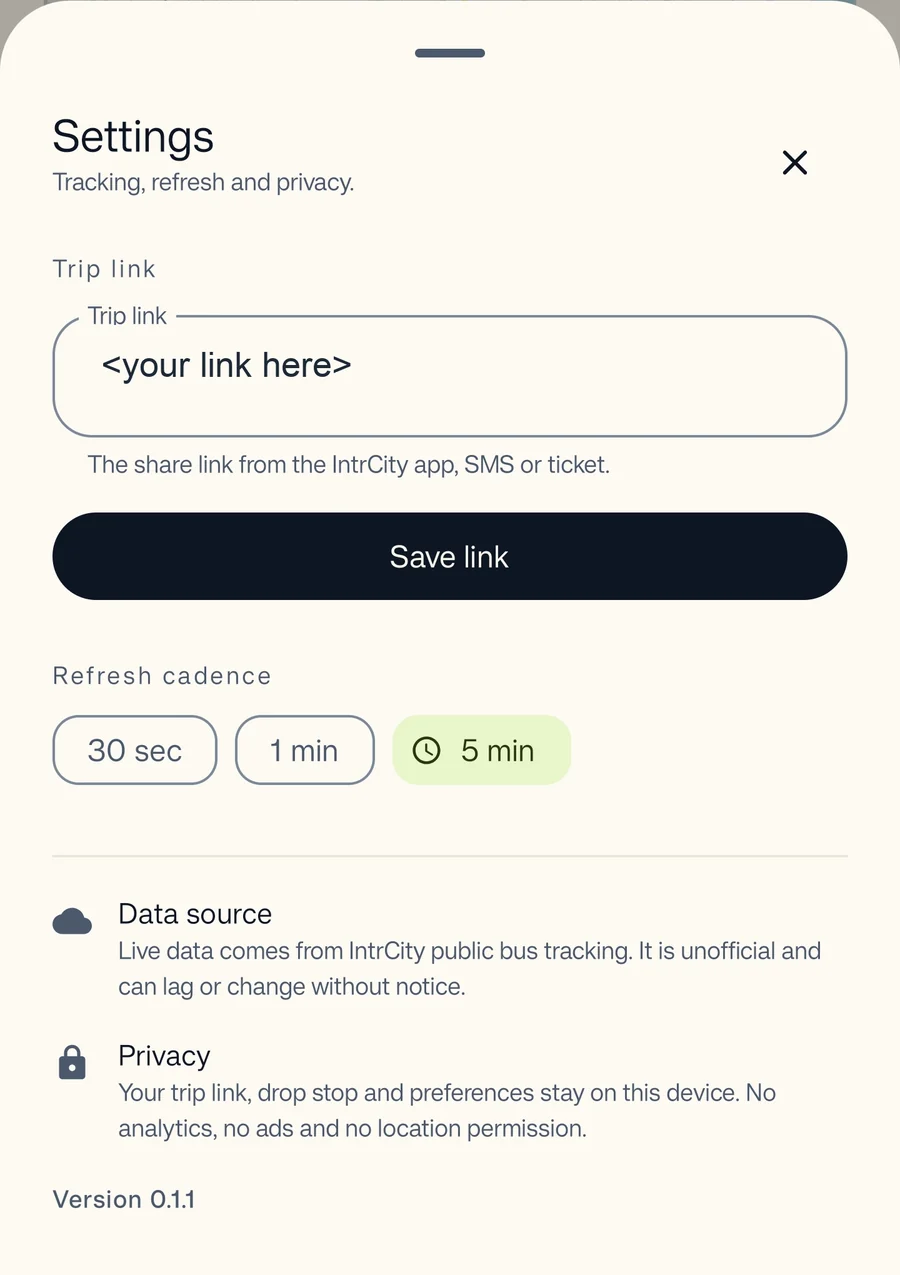 Settings
Tracking, refresh and privacy.
Trip link
Trip link
<your link here>
The share link from the IntrCity app, SMS or ticket.
Save link
Refresh cadence
30 sec
1 min
5 min
Data source
Live data comes from IntrCity public bus tracking. It is unofficial and
can lag or change without notice.
Privacy
Your trip link, drop stop and preferences stay on this device. No
analytics, no ads and no location permission.
Version 0.1.1